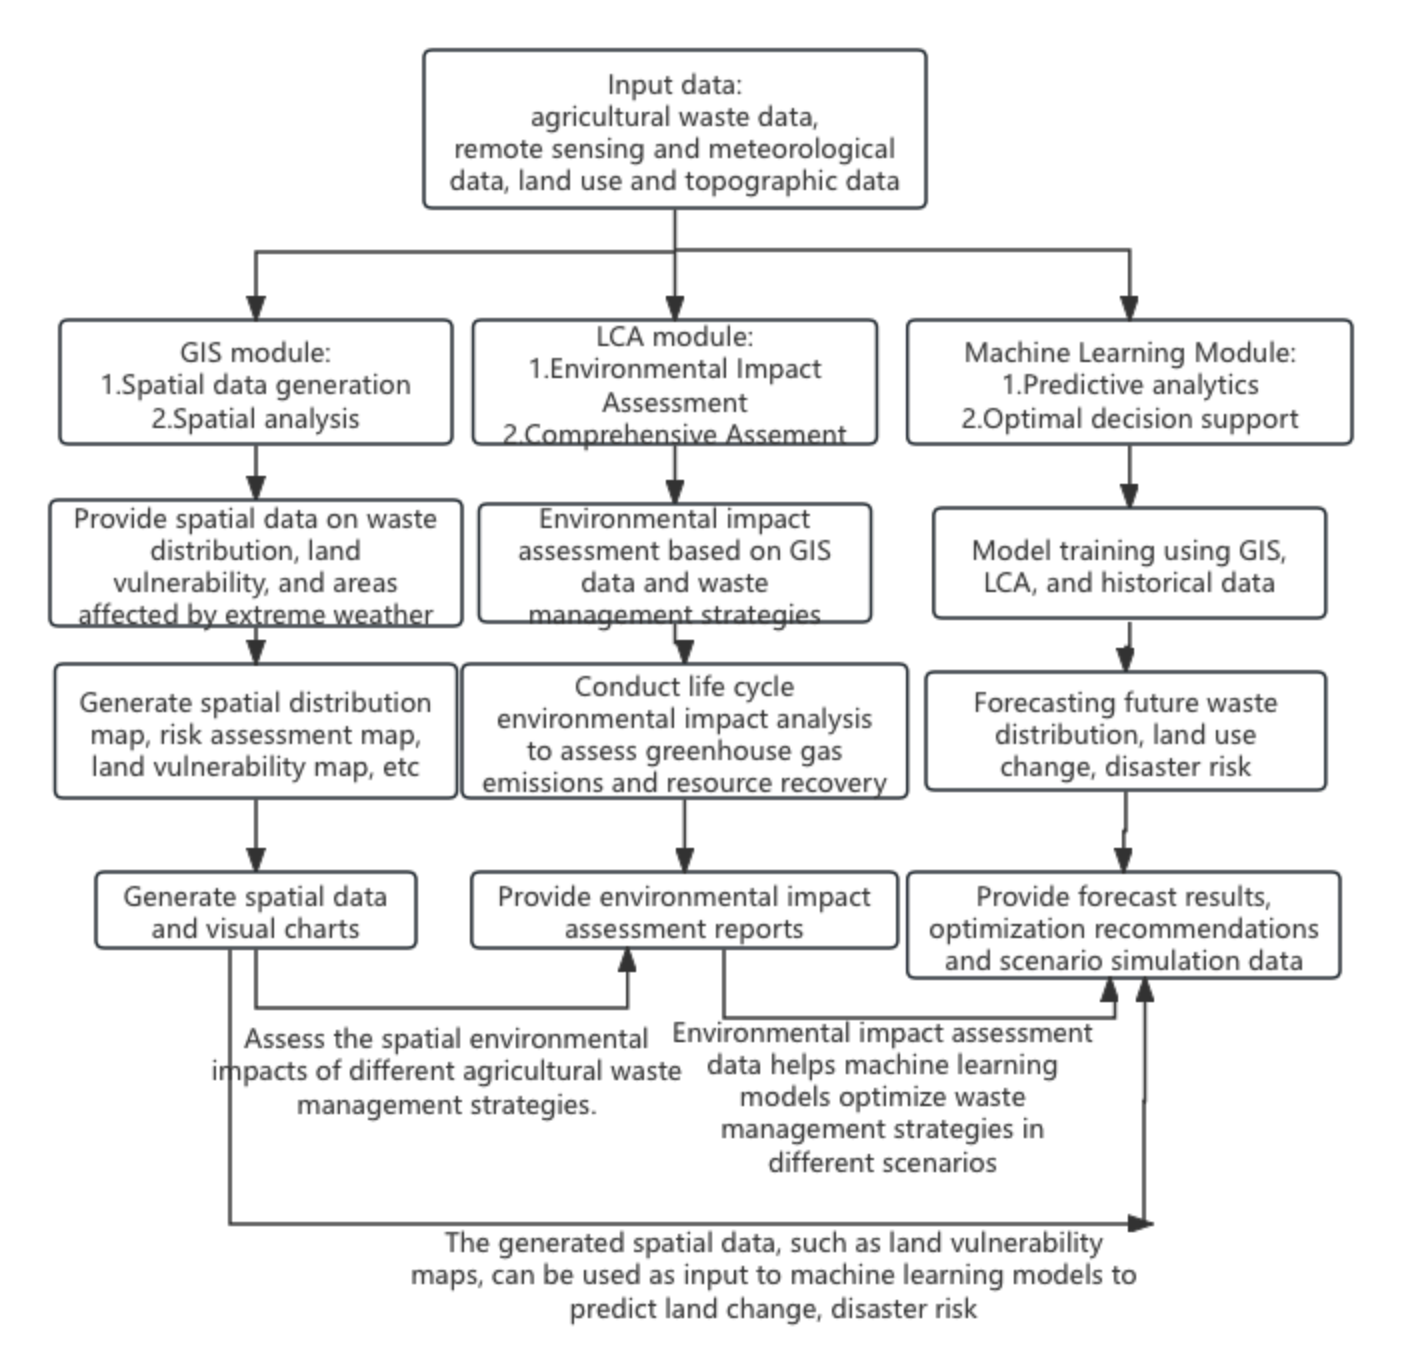 Input data:
agricultural waste data,
remote sensing and meteorological
data, land use and topographic data
GIS module:
1.Spatial data generation
2.Spatial analysis
LCA module:
1.Environmental Impact
Assessment
2.Comprehensive Assement
Machine Learning Module:
1.Predictive analytics
2.Optimal decision support
Provide spatial data on waste
distribution, land
vulnerability, and areas
affected by extreme weather
Environmental impact
assessment based on GIS
data and waste
management strategies
Model training using GIS,
LCA, and historical data
Generate spatial distribution
map, risk assessment map,
land vulnerability map, etc
Conduct life cycle
environmental impact analysis
to assess greenhouse gas
emissions and resource recovery
Forecasting future waste
distribution, land use
change, disaster risk
Generate spatial data
and visual charts
Provide environmental impact
assessment reports
Provide forecast results,
optimization recommendations
and scenario simulation data
Assess the spatial environmental
impacts of different agricultural waste
management strategies.
Environmental impact assessment
data helps machine learning
models optimize waste
management strategies in
different scenarios
The generated spatial data, such as land vulnerability
maps, can be used as input to machine learning models to
predict land change, disaster risk